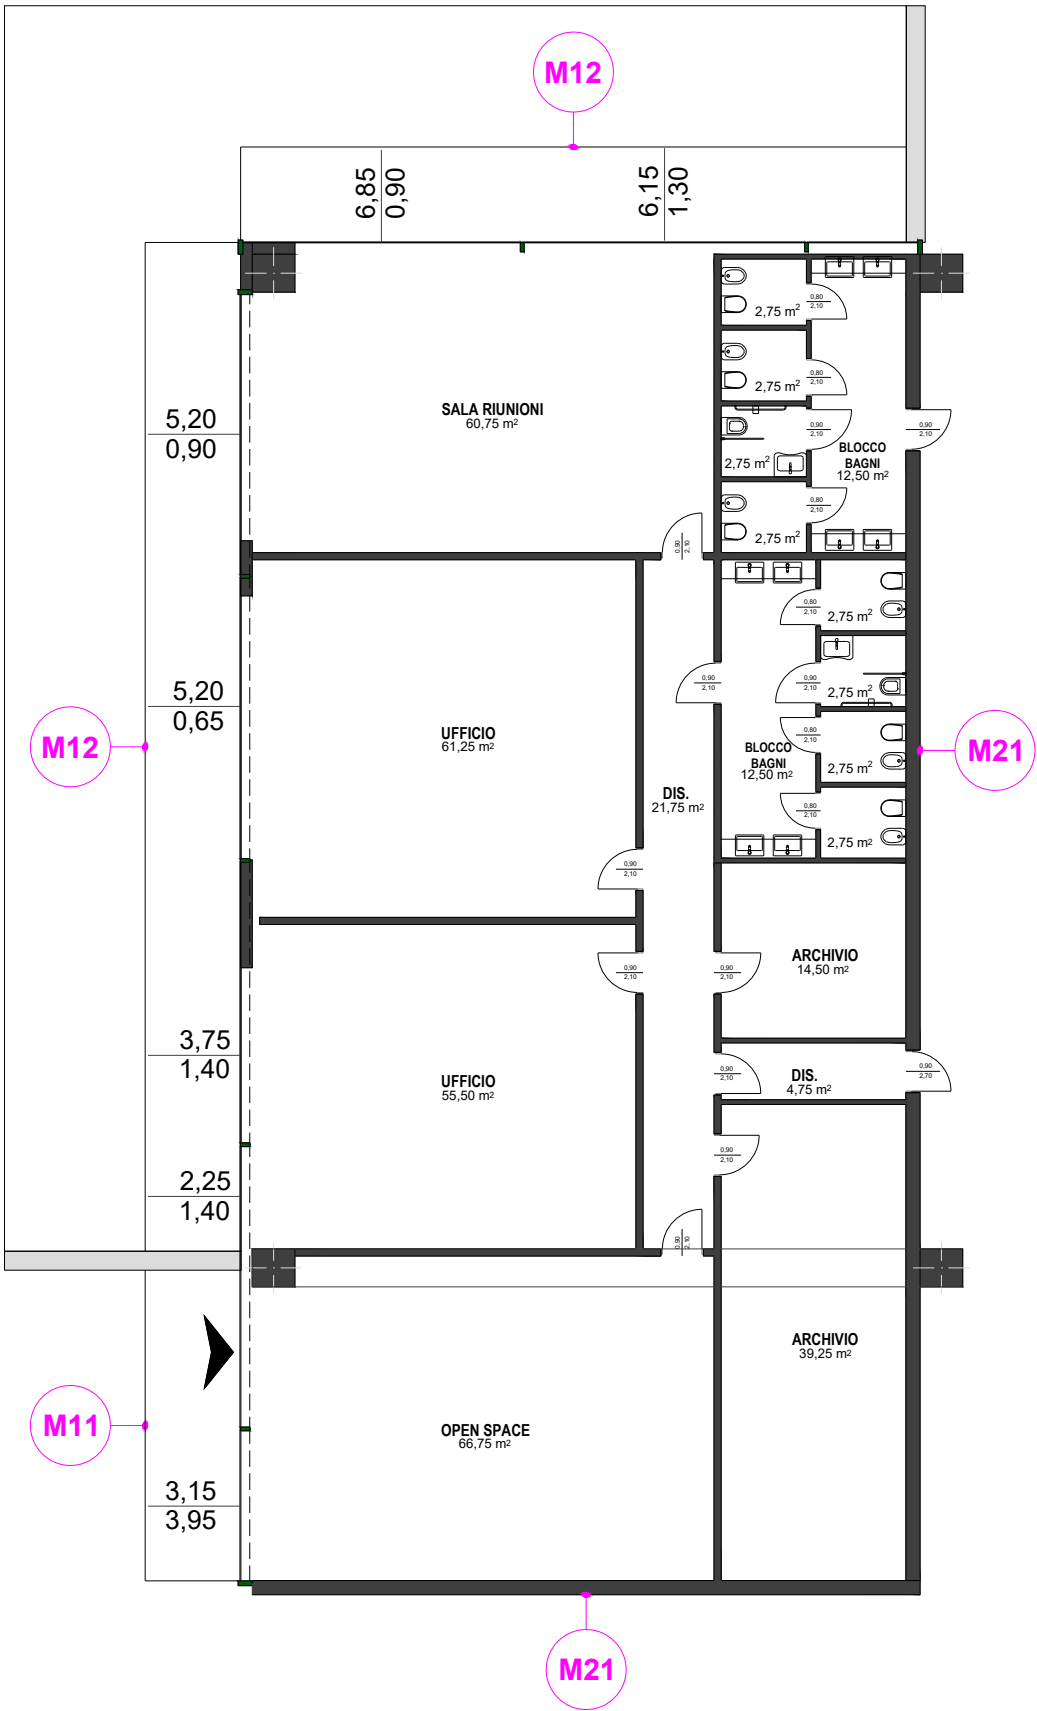 M12
6,85
0,90
6,15
1,30
0,80
2,10
2,75 m²
0,80
2,10
2,75 m²
SALA RIUNIONI
60,75 m²
5,20
0,90
0,90
2,10
0,90
2,10
BLOCCO
BAGNI
12,50 m²
2,75 m²
0,80
2,10
2,75 m²
0,90
2,10
0,80
2,10
2,75 m²
0,90
2,10
0,90
2,10
2,75 m²
5,20
0,65
M12
UFFICIO
61,25 m²
0,80
2,10
BLOCCO
BAGNI
12,50 m²
2,75 m²
M21
DIS.
21,75 m²
0,80
2,10
2,75 m²
0,90
2,10
ARCHIVIO
14,50 m²
0,90
2,10
0,90
2,10
3,75
1,40
UFFICIO
55,50 m²
0,90
2,10
DIS.
4,75 m²
0,90
2,70
0,90
2,10
2,25
1,40
0,90
2,10
ARCHIVIO
39,25 m²
M11
OPEN SPACE
66,75 m²
3,15
3,95
M21